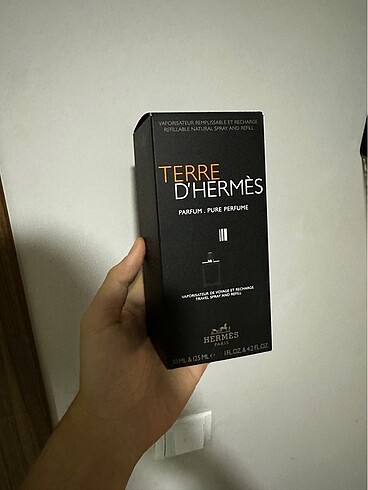 VAPORISATEUR REMPLISSABLE ET RECHARGE
REFILLABLE NATURAL SPRAY AND REFILL
TERRE
D'HERMÈS
PARFUM . PURE PERFUME
VAPORISATEUR DE VOYAGE ET RECHARGE
TRAVEL SPRAY AND REFILL
HERMÈS
PARIS
30 ML & 125 ML ℮ 1 FL.OZ. & 4.2 FL.OZ.